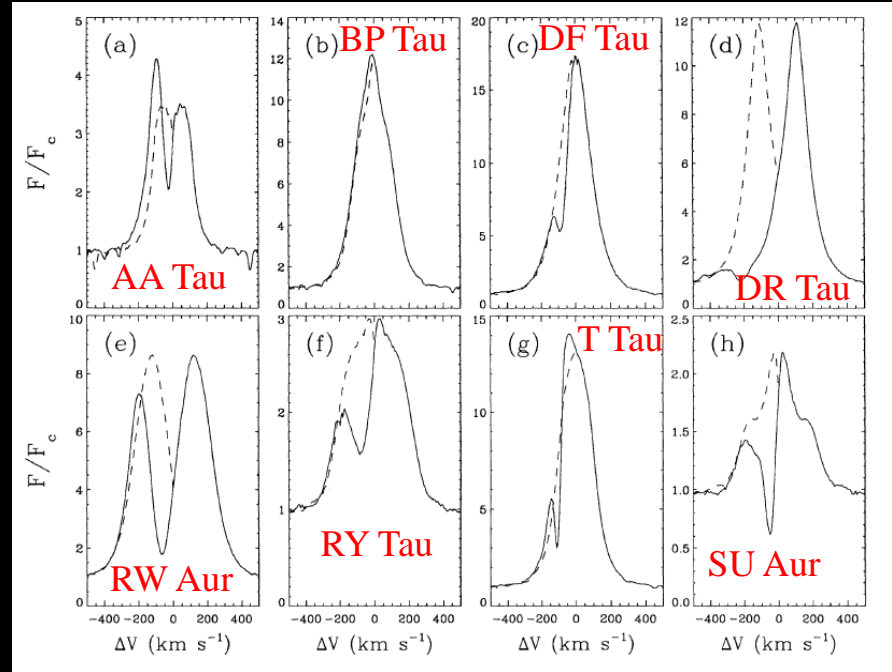 (a)
AA Tau
5
4
3
2
1
0
F/F_c
(b)
BP Tau
14
12
10
8
6
4
2
(c)
DF Tau
20
15
10
5
0
(d)
DR Tau
12
10
8
6
4
2
(e)
RW Aur
10
8
6
4
2
0
F/F_c
-400 -200 0 200 400
ΔV (km s⁻¹)
(f)
RY Tau
3
2
1
-400 -200 0 200 400
ΔV (km s⁻¹)
(g)
T Tau
15
10
5
0
-400 -200 0 200 400
ΔV (km s⁻¹)
(h)
SU Aur
2.5
2.0
1.5
1.0
0.5
0.0
-400 -200 0 200 400
ΔV (km s⁻¹)